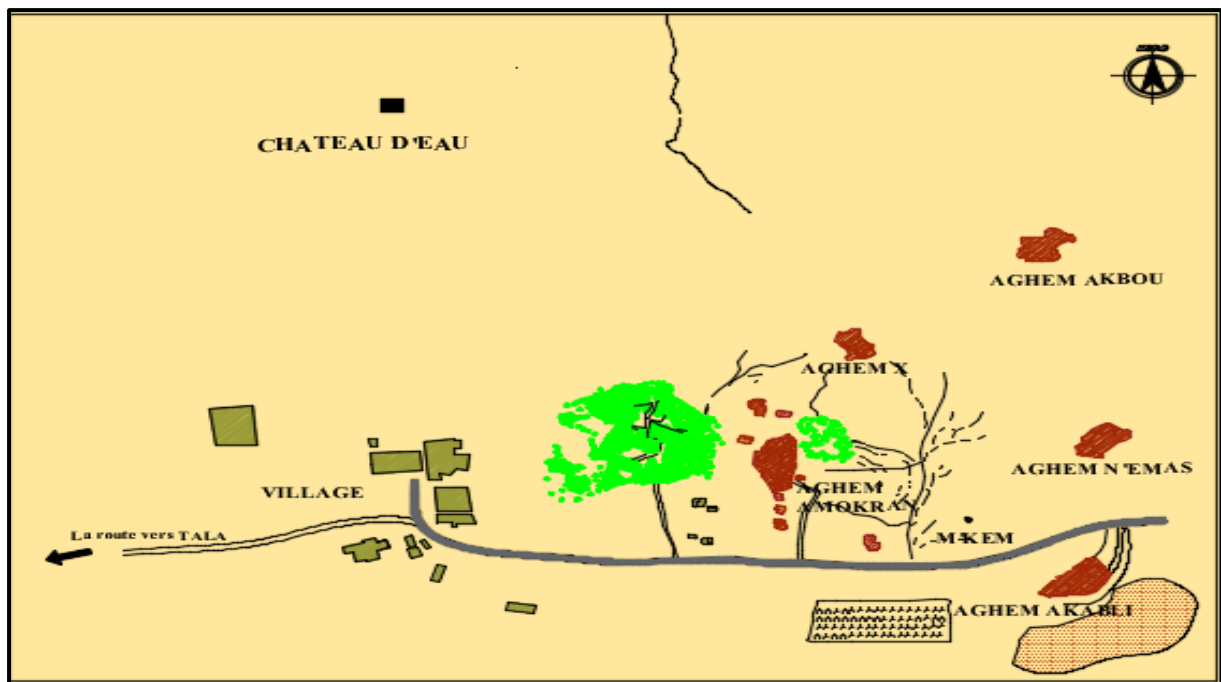 CHATEAU D'EAU
AGHEM AKBOU
AGHEM X
AGHEM N'EMAS
VILLAGE
AGHEM
AMOKRAN
La route vers TALA
M-KEM
AGHEM AKABLI